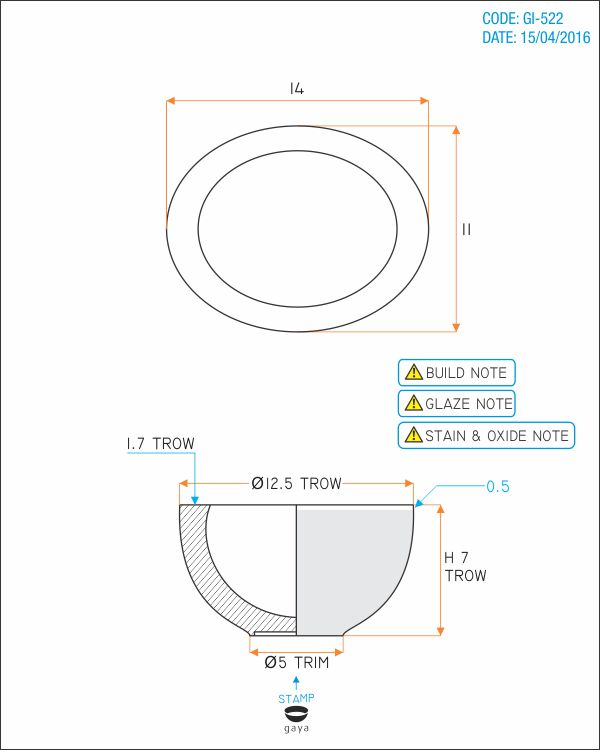 CODE: GI-522
DATE: 15/04/2016
14
11
BUILD NOTE
GLAZE NOTE
STAIN & OXIDE NOTE
1.7 TROW
Ø12.5 TROW
0.5
H 7
TROW
Ø5 TRIM
STAMP
gaya